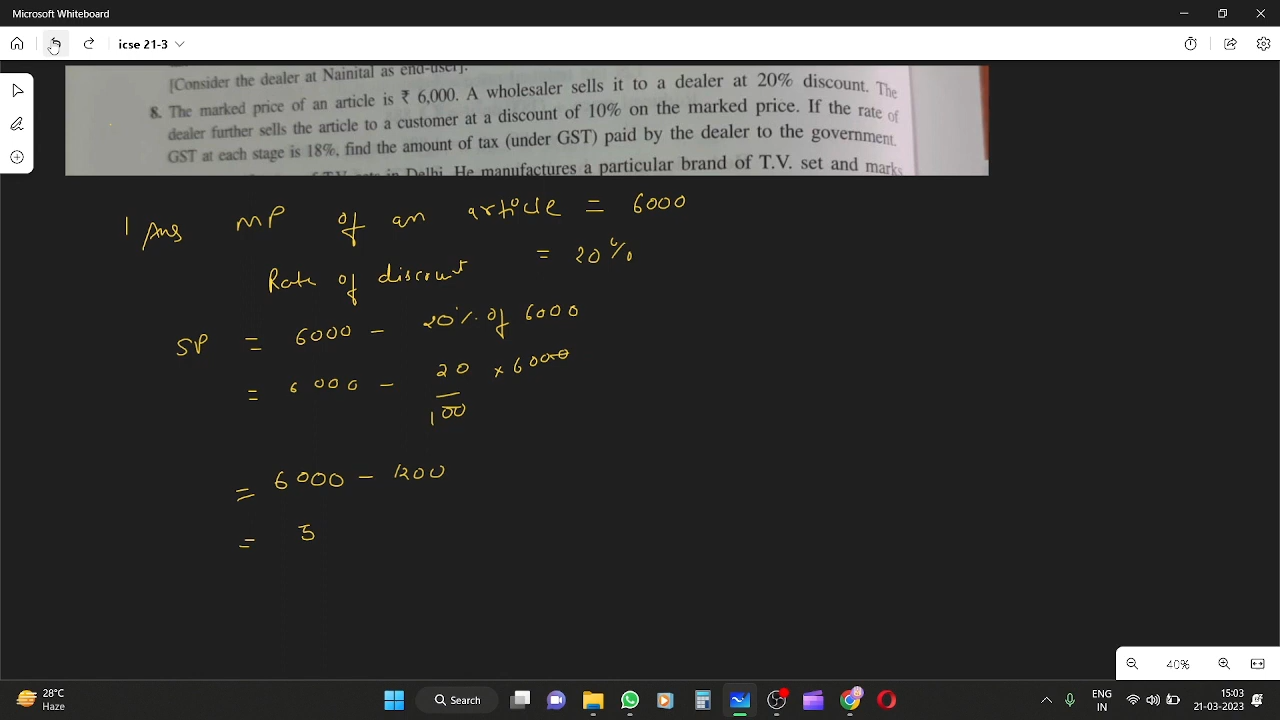 Microsoft Whiteboard
icse 21-3
[Consider the dealer at Nainital as end-user].
8. The marked price of an article is ₹ 6,000. A wholesaler sells it to a dealer at 20% discount. The
dealer further sells the article to a customer at a discount of 10% on the marked price. If the rate of
GST at each stage is 18%, find the amount of tax (under GST) paid by the dealer to the government.
in Delhi. He manufactures a particular brand of T.V. set and marks
1 Ans MP of an article = 6000
Rate of discount = 20%
SP = 6000 - 20% of 6000
= 6000 - 20/100 × 6000
= 6000 - 1200
= 5
40%
28°C
Haze
Search
ENG
IN
15:03
21-03-2023